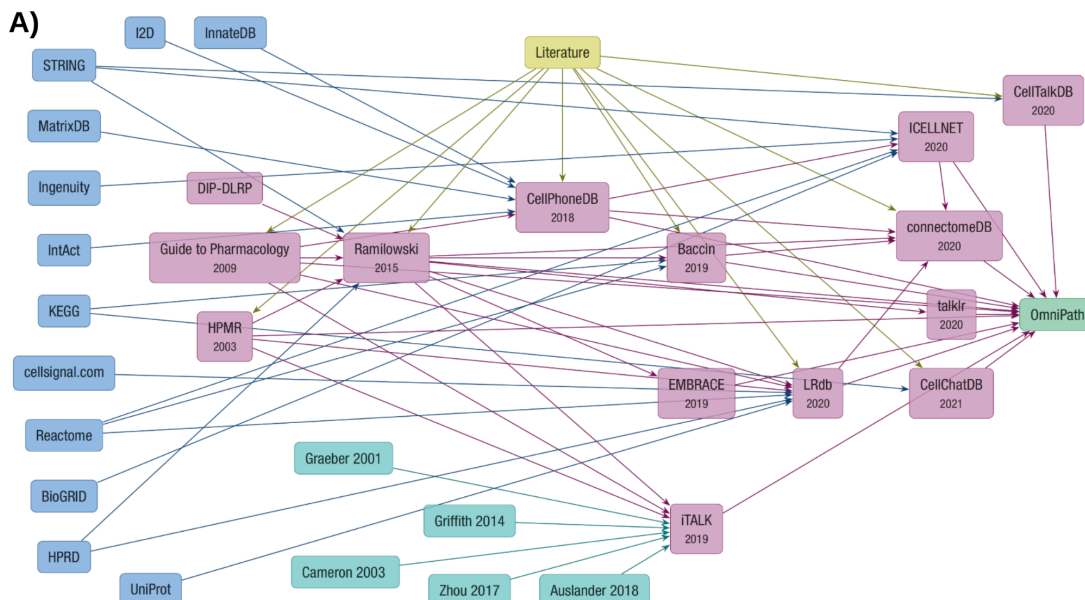 A)
I2D
InnateDB
STRING
Literature
CellTalkDB
2020
MatrixDB
ICELLNET
2020
Ingenuity
DIP-DLRP
CellPhoneDB
2018
IntAct
Guide to Pharmacology
2009
Ramilowski
2015
Baccin
2019
connectomeDB
2020
KEGG
HPMR
2003
talklr
2020
OmniPath
cellsignal.com
EMBRACE
2019
LRdb
2020
CellChatDB
2021
Reactome
Graeber 2001
BioGRID
Griffith 2014
iTALK
2019
HPRD
Cameron 2003
UniProt
Zhou 2017
Auslander 2018